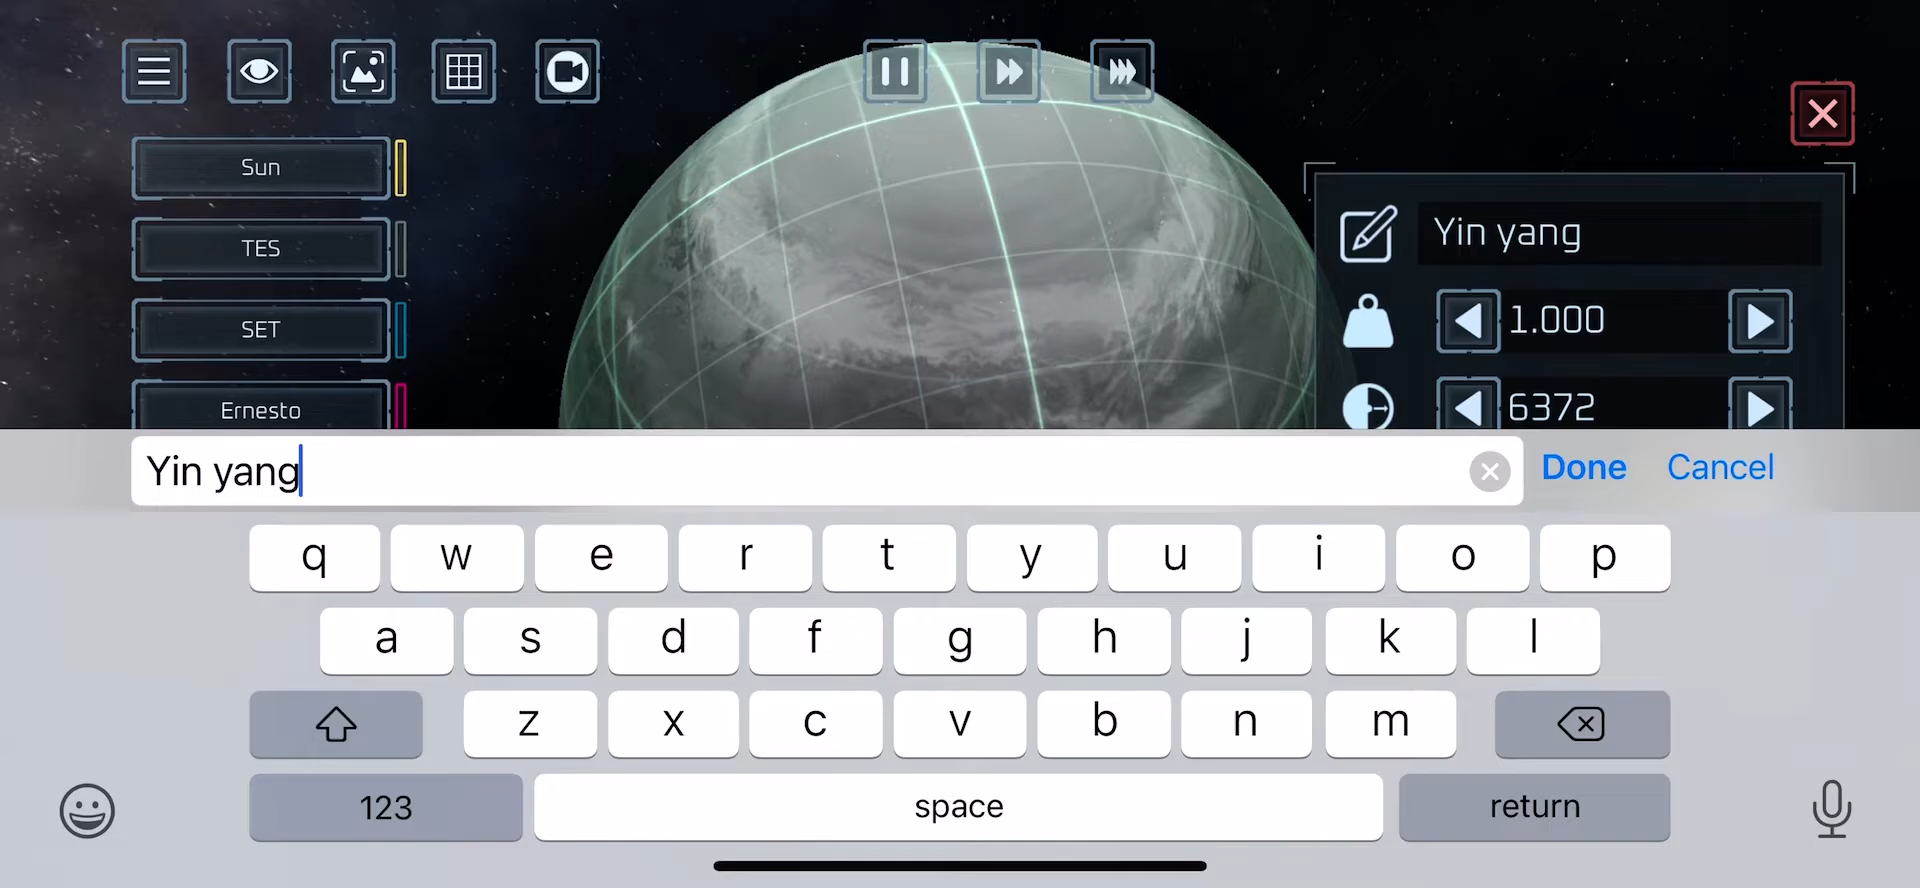 Sun
TES
SET
Ernesto
Yin yang
1.000
6372
Yin yang
Done Cancel
q w e r t y u i o p
a s d f g h j k l
z x c v b n m
123 space return